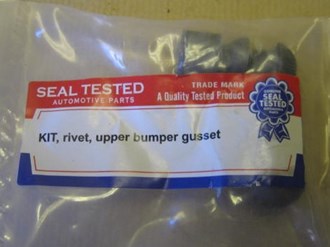 SEAL TESTED
AUTOMOTIVE PARTS
TRADE MARK
A Quality Tested Product
SEAL
TESTED
KIT, rivet, upper bumper gusset